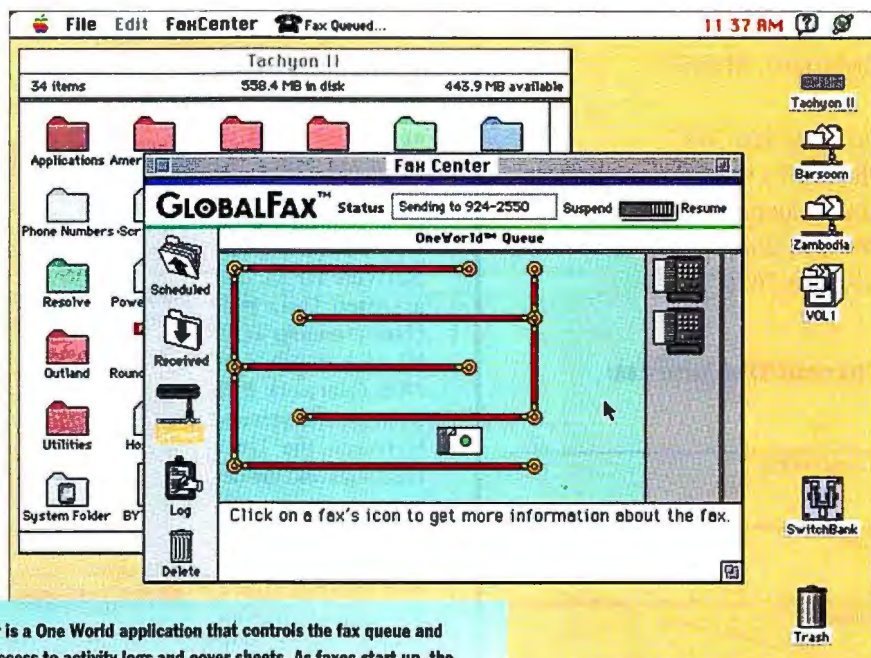 File Edit FaxCenter Fax Queued... 11 37 AM
Tachyon II
34 items 558.4 MB in disk 443.9 MB available
Applications Amer
Phone Numbers Scr
Resolve Powe
Outland Roun
Utilities Ho
System Folder BYT
Fax Center
GLOBALFAX™ Status Sending to 924-2550 Suspend Resume
OneWorld™ Queue
Scheduled
Received
Log
Delete
Click on a fax's icon to get more information about the fax.
Tachyon II
Barsoom
Zambodia
VOL1
SwitchBank
Trash
is a One World application that controls the fax queue and
to activity logs and cover sheets. As faxes start up, the